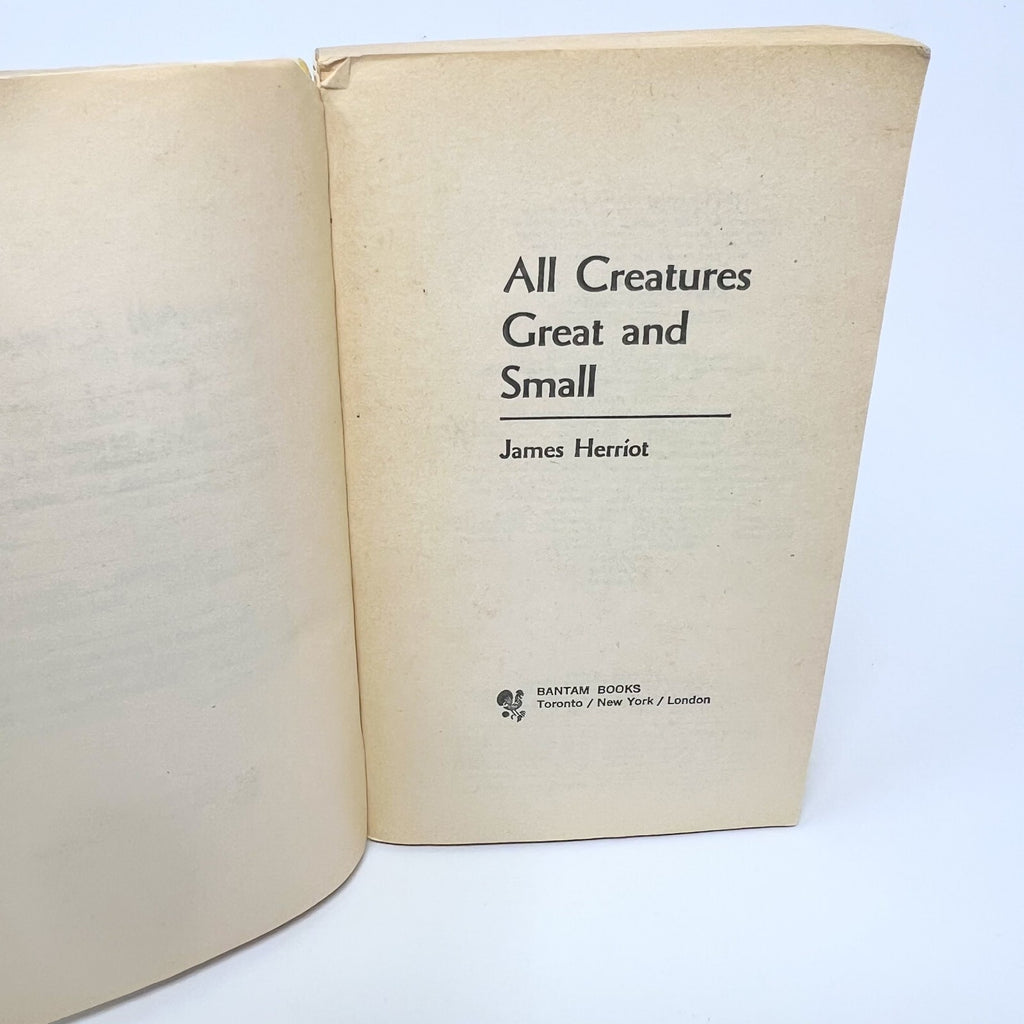 All Creatures
Great and
Small
James Herriot
BANTAM BOOKS
Toronto / New York / London